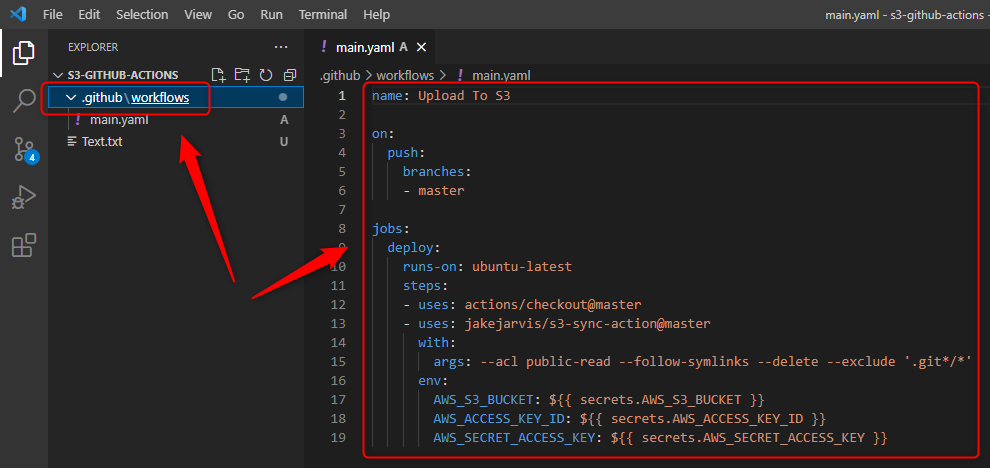 File Edit Selection View Go Run Terminal Help main.yaml - s3-github-actions -
EXPLORER ...
main.yaml A
S3-GITHUB-ACTIONS
.github > workflows > ! main.yaml
.github\workflows
! main.yaml A
Text.txt U
4
1 name: Upload To S3
2
3 on:
4 push:
5 branches:
6 - master
7
8 jobs:
9 deploy:
10 runs-on: ubuntu-latest
11 steps:
12 - uses: actions/checkout@master
13 - uses: jakejarvis/s3-sync-action@master
14 with:
15 args: --acl public-read --follow-symlinks --delete --exclude '.git*/*'
16 env:
17 AWS_S3_BUCKET: ${{ secrets.AWS_S3_BUCKET }}
18 AWS_ACCESS_KEY_ID: ${{ secrets.AWS_ACCESS_KEY_ID }}
19 AWS_SECRET_ACCESS_KEY: ${{ secrets.AWS_SECRET_ACCESS_KEY }}